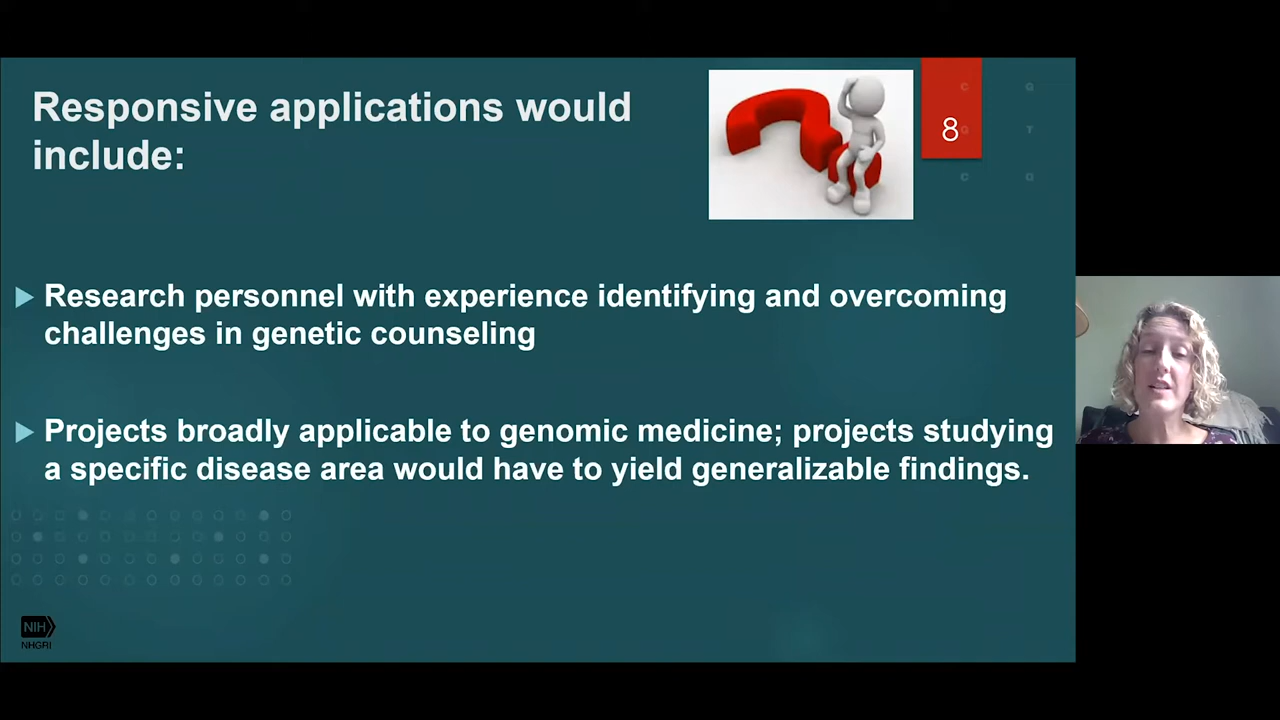 Responsive applications would
include:
8
C G
G T
C G
Research personnel with experience identifying and overcoming
challenges in genetic counseling
Projects broadly applicable to genomic medicine; projects studying
a specific disease area would have to yield generalizable findings.
NIH
NHGRI